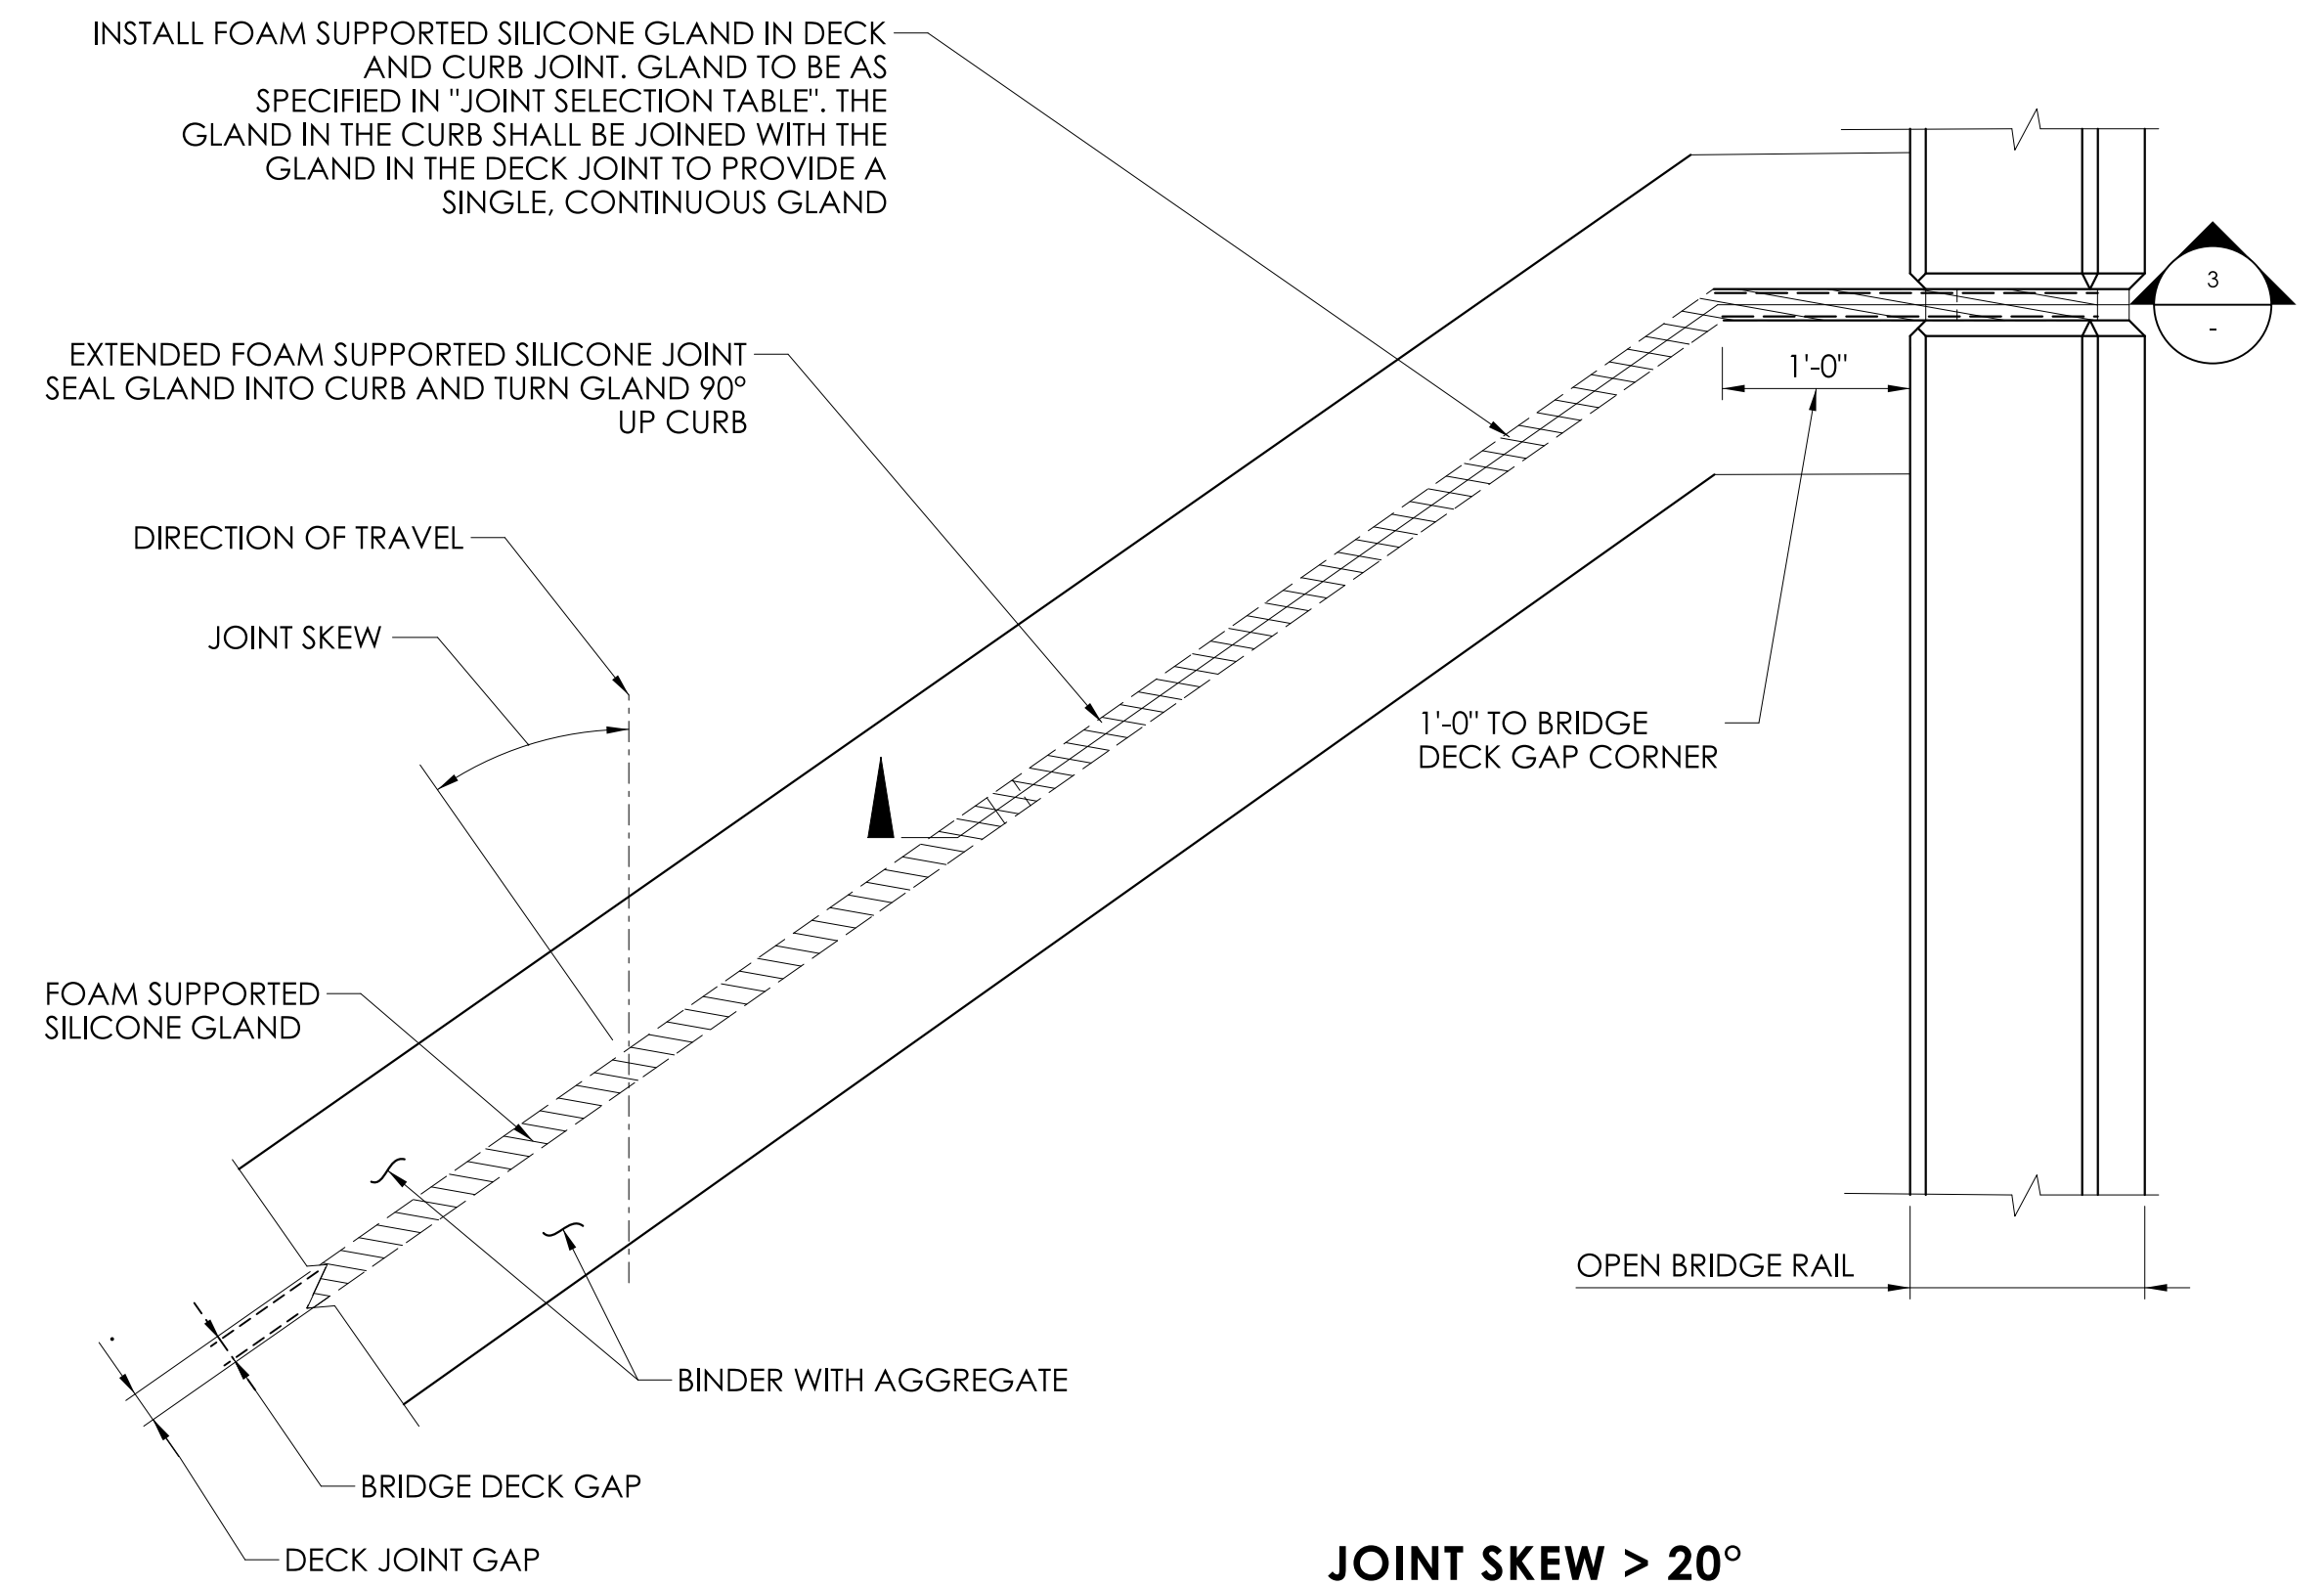 INSTALL FOAM SUPPORTED SILICONE GLAND IN DECK
AND CURB JOINT. GLAND TO BE AS
SPECIFIED IN "JOINT SELECTION TABLE". THE
GLAND IN THE CURB SHALL BE JOINED WITH THE
GLAND IN THE DECK JOINT TO PROVIDE A
SINGLE, CONTINUOUS GLAND
3
-
EXTENDED FOAM SUPPORTED SILICONE JOINT
SEAL GLAND INTO CURB AND TURN GLAND 90°
UP CURB
1'-0"
DIRECTION OF TRAVEL
JOINT SKEW
1'-0" TO BRIDGE
DECK GAP CORNER
FOAM SUPPORTED
SILICONE GLAND
OPEN BRIDGE RAIL
BINDER WITH AGGREGATE
BRIDGE DECK GAP
DECK JOINT GAP
JOINT SKEW > 20°